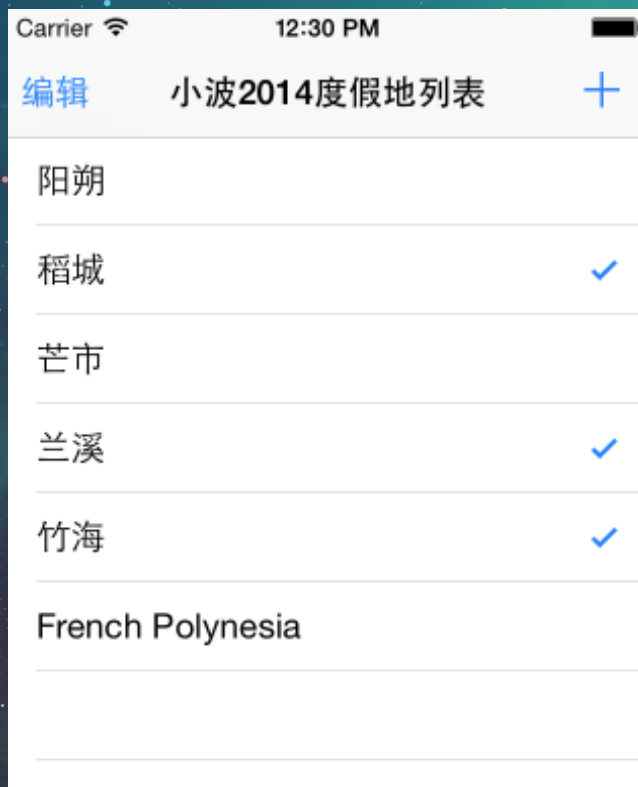 Carrier 12:30 PM
编辑 小波2014度假地列表 +
阳朔
稻城
芒市
兰溪
竹海
French Polynesia